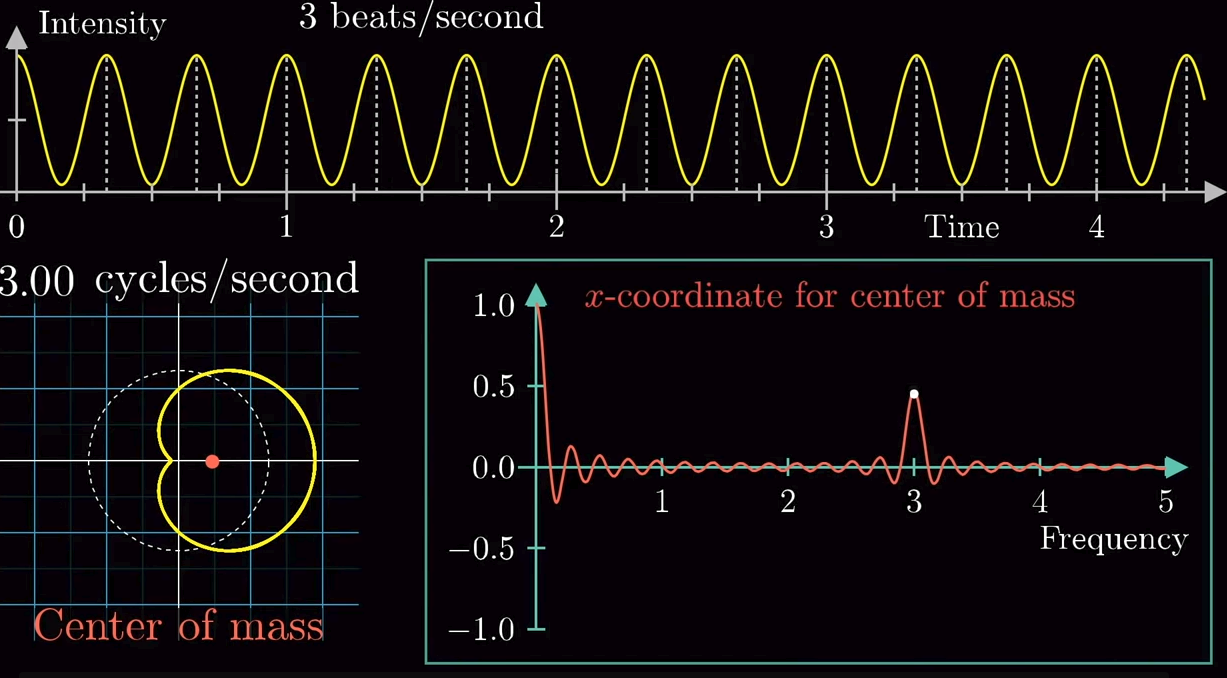 Intensity
3 beats/second
0 1 2 3 Time 4
3.00 cycles/second
Center of mass
x-coordinate for center of mass
1.0
0.5
0.0
1 2 3 4 5
Frequency
−0.5
−1.0